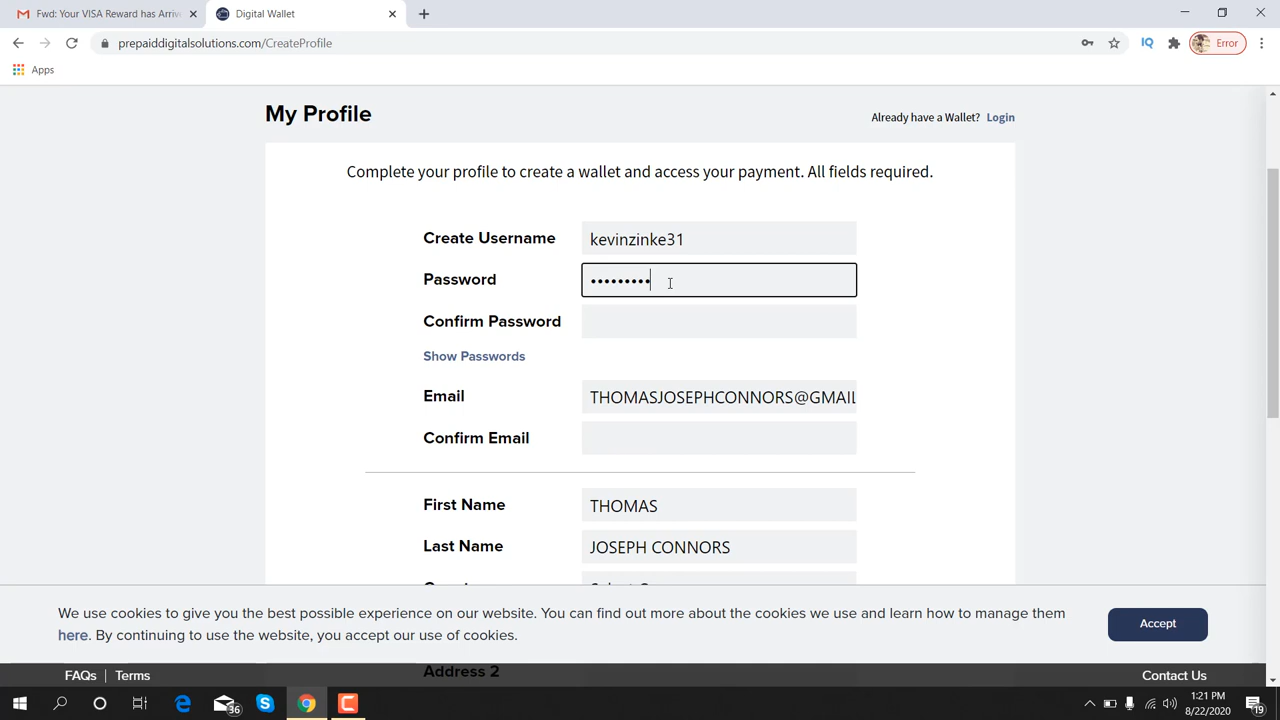 Fwd: Your VISA Reward has Arriv
Digital Wallet
prepaiddigitalsolutions.com/CreateProfile
Error
Apps
My Profile
Already have a Wallet? Login
Complete your profile to create a wallet and access your payment. All fields required.
Create Username kevinzinke31
Password •••••••••
Confirm Password
Show Passwords
Email THOMASJOSEPHCONNORS@GMAIL
Confirm Email
First Name THOMAS
Last Name JOSEPH CONNORS
We use cookies to give you the best possible experience on our website. You can find out more about the cookies we use and learn how to manage them
here. By continuing to use the website, you accept our use of cookies.
Accept
Address 2
FAQs | Terms
Contact Us
36
1:21 PM
8/22/2020
19